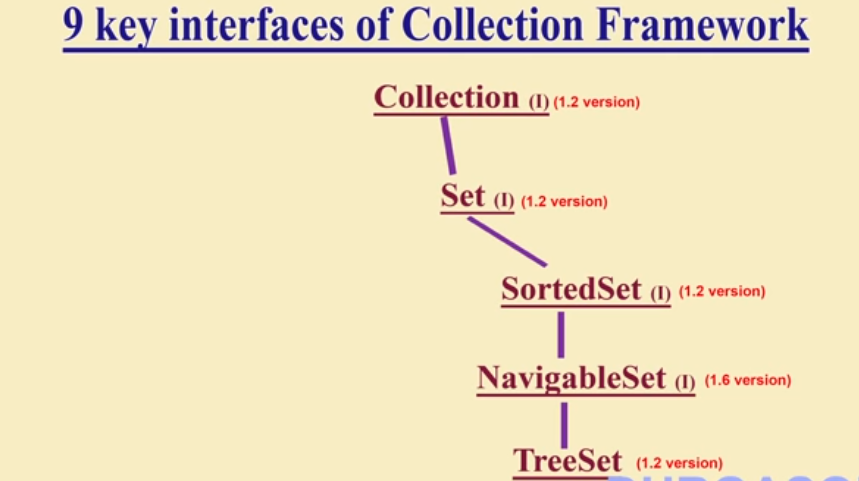 9 key interfaces of Collection Framework
Collection (I) (1.2 version)
Set (I) (1.2 version)
SortedSet (I) (1.2 version)
NavigableSet (I) (1.6 version)
TreeSet (1.2 version)